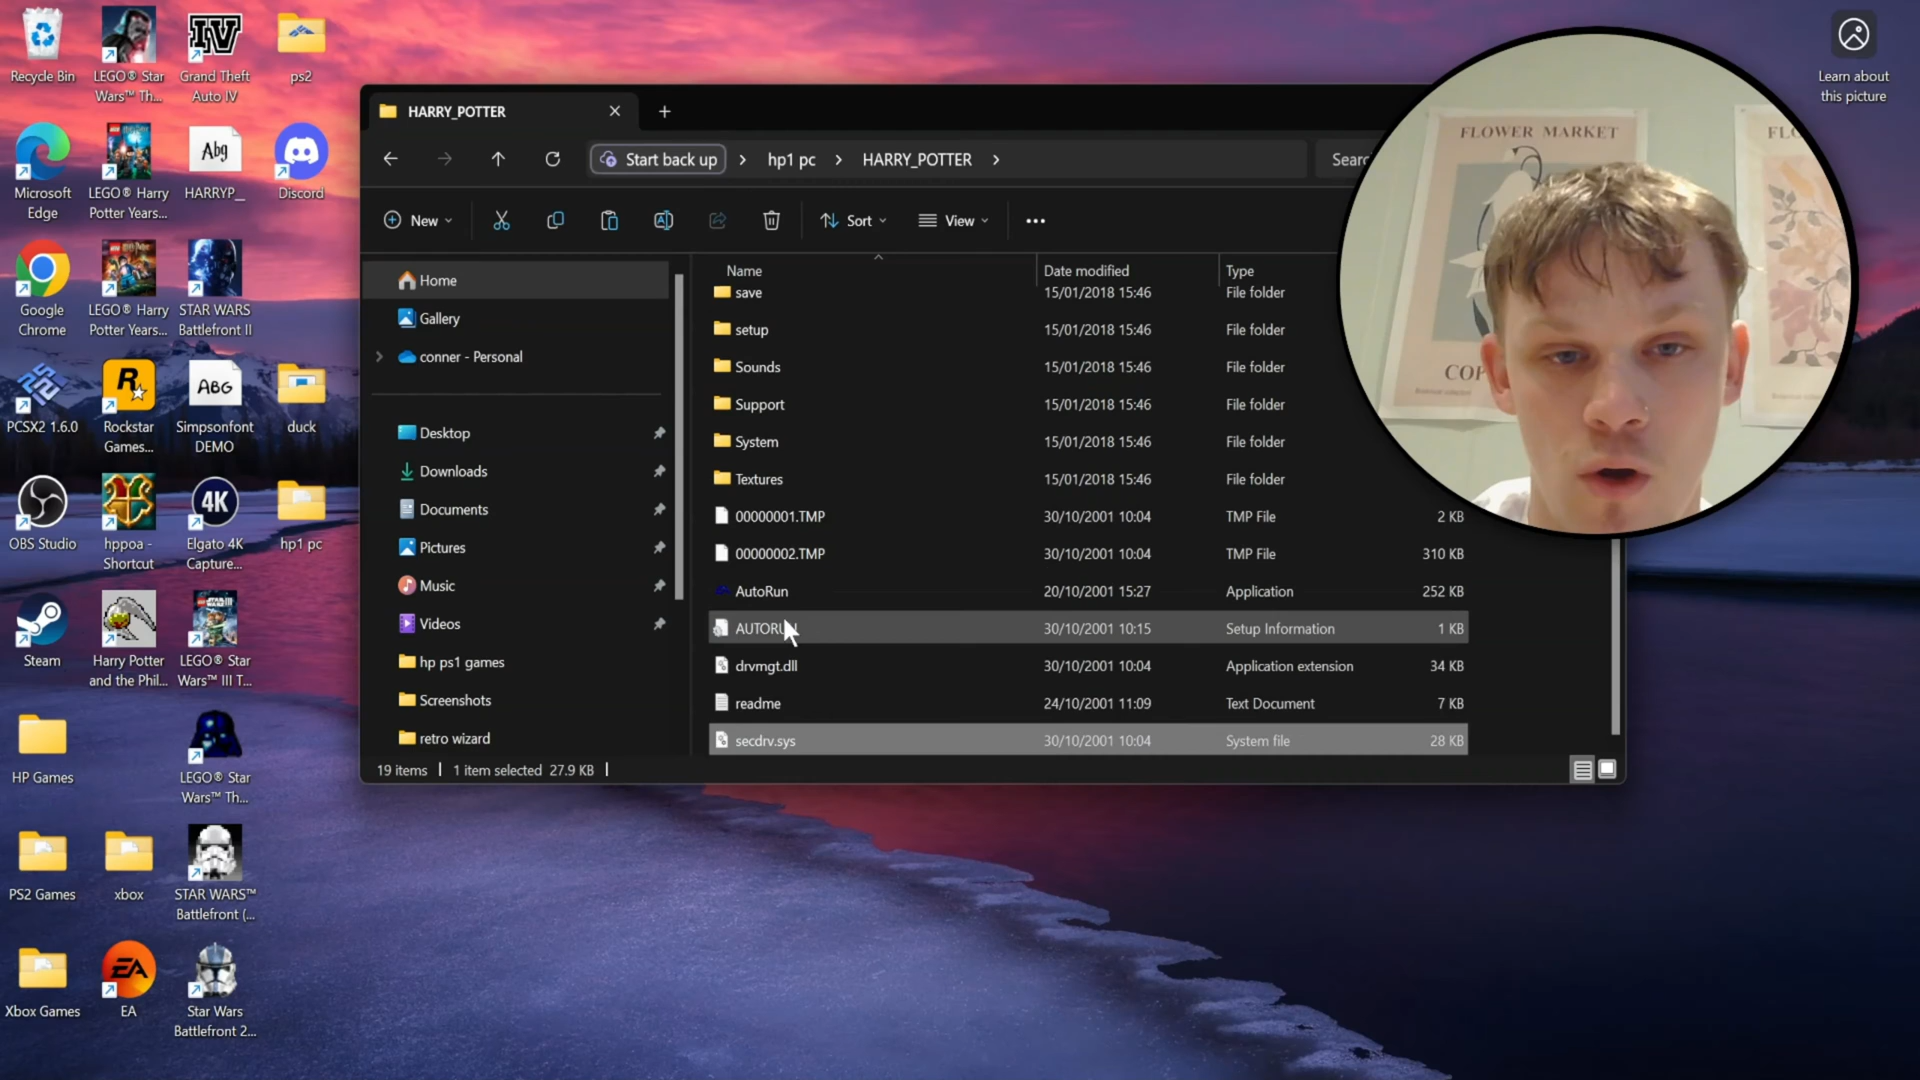 Recycle Bin
LEGO® Star
Wars™ Th...
IV
Grand Theft
Auto IV
ps2
Microsoft
Edge
LEGO® Harry
Potter Years...
Abg
HARRYP__
Discord
Google
Chrome
LEGO® Harry
Potter Years...
STAR WARS
Battlefront II
PCSX2 1.6.0
R
Rockstar
Games...
ABG
Simpsonfont
DEMO
duck
OBS Studio
hppoa -
Shortcut
4K
Elgato 4K
Capture...
hp1 pc
Steam
Harry Potter
and the Phil...
LEGO® Star
Wars™ III T...
HP Games
LEGO® Star
Wars™ Th...
PS2 Games
xbox
STAR WARS™
Battlefront (...
Xbox Games
EA
EA
Star Wars
Battlefront 2...
HARRY_POTTER
Start back up
hp1 pc
HARRY_POTTER
Searc
New
Sort
View
Home
Gallery
conner - Personal
Desktop
Downloads
Documents
Pictures
Music
Videos
hp ps1 games
Screenshots
retro wizard
Name Date modified Type
save 15/01/2018 15:46 File folder
setup 15/01/2018 15:46 File folder
Sounds 15/01/2018 15:46 File folder
Support 15/01/2018 15:46 File folder
System 15/01/2018 15:46 File folder
Textures 15/01/2018 15:46 File folder
00000001.TMP 30/10/2001 10:04 TMP File 2 KB
00000002.TMP 30/10/2001 10:04 TMP File 310 KB
AutoRun 20/10/2001 15:27 Application 252 KB
AUTORUN 30/10/2001 10:15 Setup Information 1 KB
drvmgt.dll 30/10/2001 10:04 Application extension 34 KB
readme 24/10/2001 11:09 Text Document 7 KB
secdrv.sys 30/10/2001 10:04 System file 28 KB
19 items 1 item selected 27.9 KB
FLOWER MARKET
COP
FL
Learn about
this picture